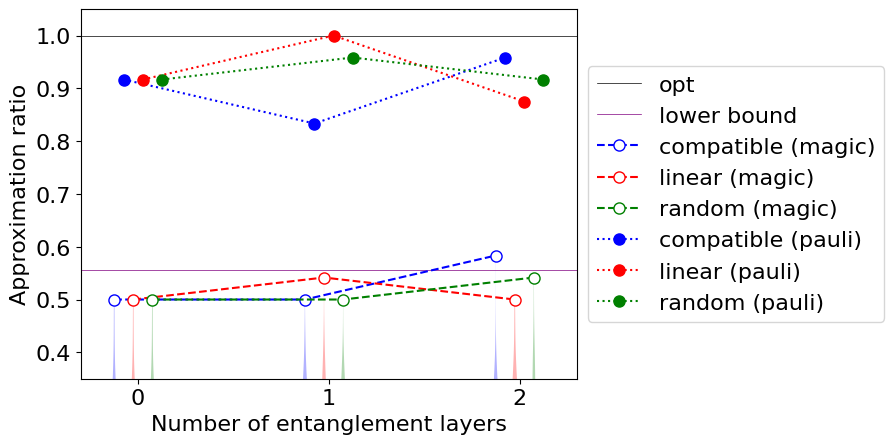 1.0
0.9
0.8
0.7
0.6
0.5
0.4
Approximation ratio
0 1 2
Number of entanglement layers
opt
lower bound
compatible (magic)
linear (magic)
random (magic)
compatible (pauli)
linear (pauli)
random (pauli)